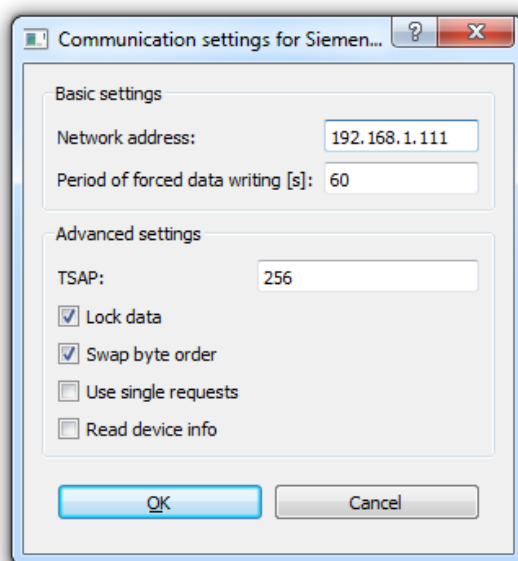 Communication settings for Siemen...
?
Basic settings
Network address: 192.168.1.111
Period of forced data writing [s]: 60
Advanced settings
TSAP: 256
Lock data
Swap byte order
Use single requests
Read device info
OK Cancel